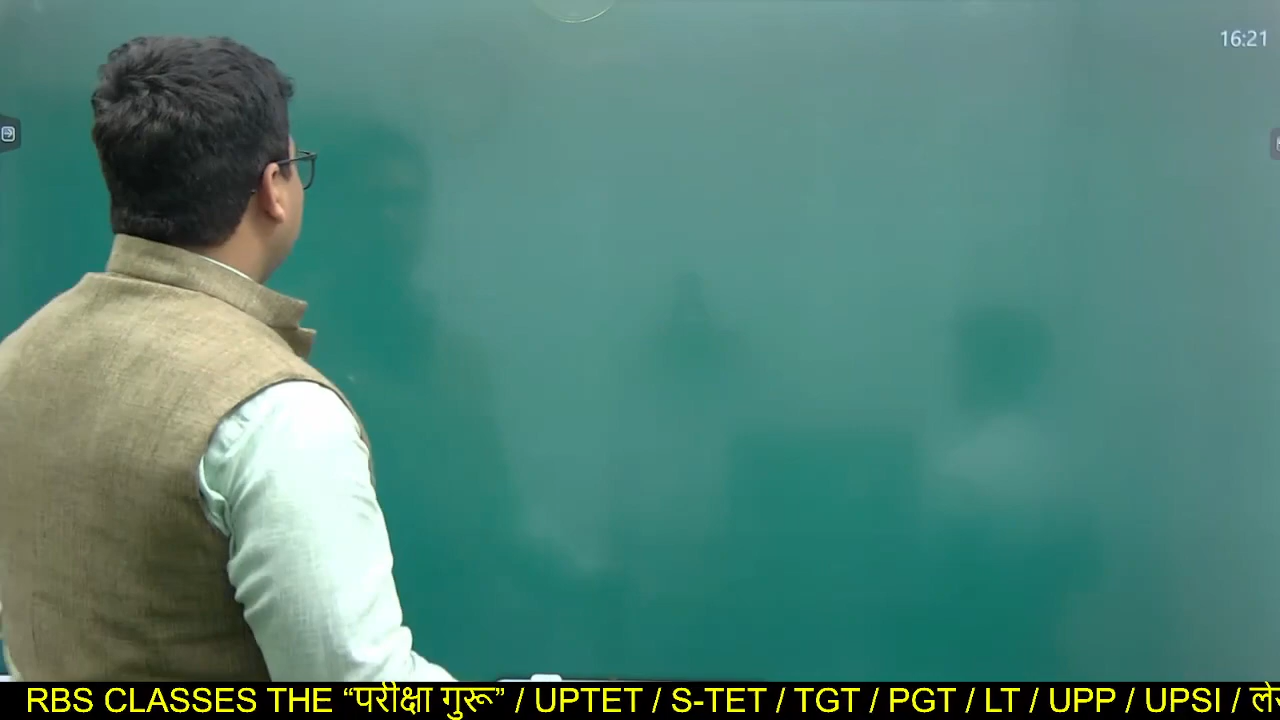 16:21
RBS CLASSES THE “परीक्षा गुरू” / UPTET / S-TET / TGT / PGT / LT / UPP / UPSI /